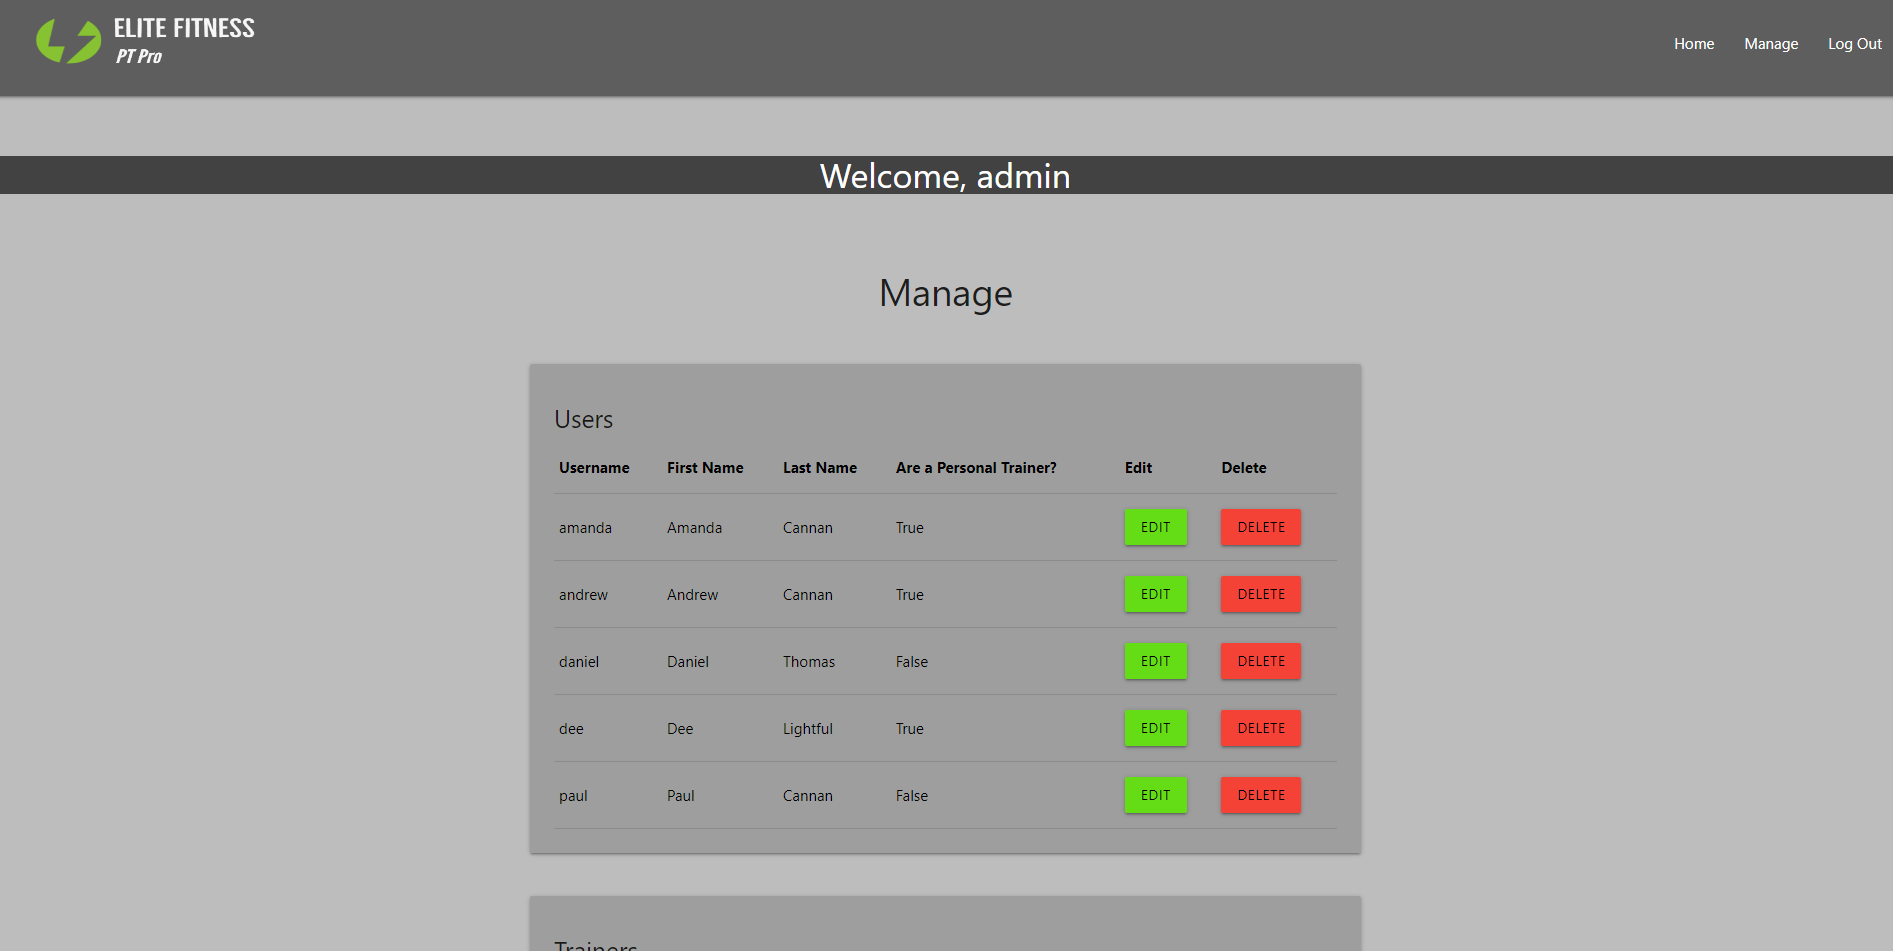 ELITE FITNESS
PT Pro
Home Manage Log Out
Welcome, admin
Manage
Users
Username First Name Last Name Are a Personal Trainer? Edit Delete
amanda Amanda Cannan True EDIT DELETE
andrew Andrew Cannan True EDIT DELETE
daniel Daniel Thomas False EDIT DELETE
dee Dee Lightful True EDIT DELETE
paul Paul Cannan False EDIT DELETE
Trainers